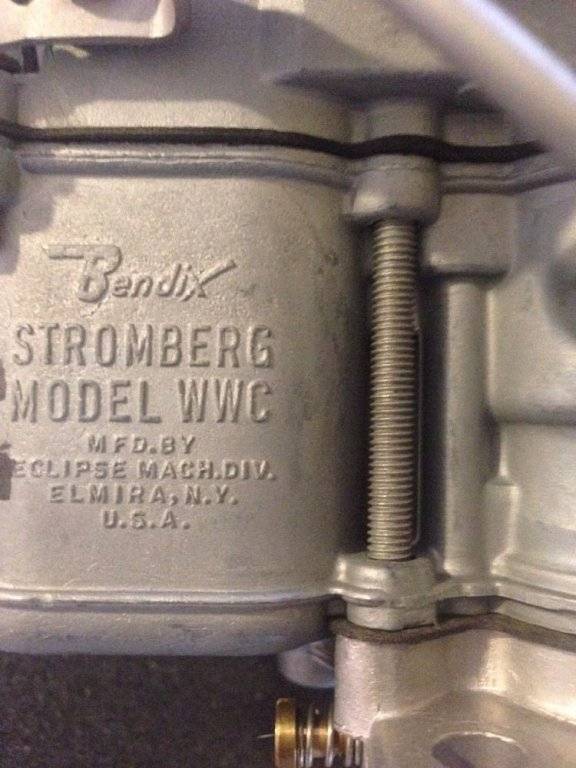 Bendix
STROMBERG
MODEL WWC
MFD. BY
ECLIPSE MACH. DIV.
ELMIRA, N.Y.
U.S.A.